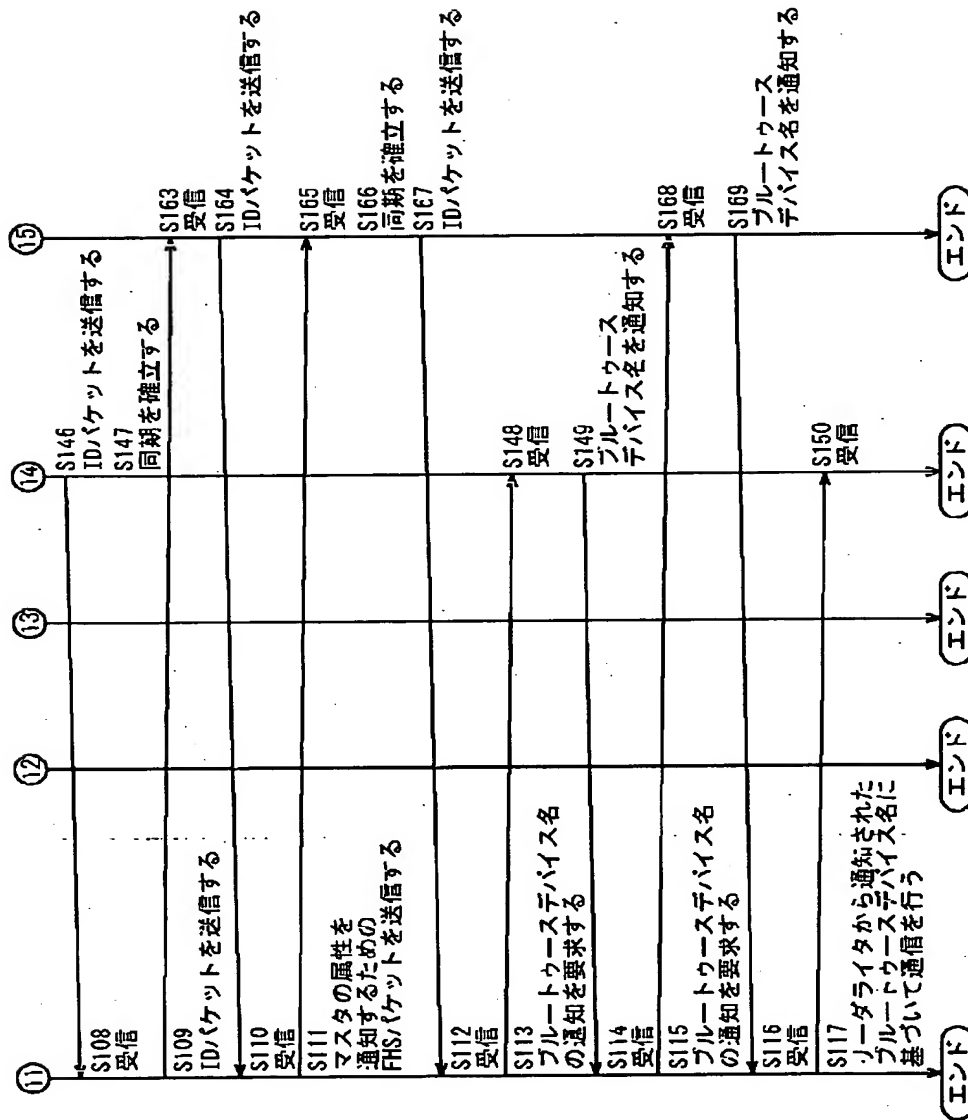 11
12
13
14
15
S108
受信
S109
IDパケットを送信する
S110
受信
S111
マスタの属性を
通知するための
FHSパケットを送信する
S112
受信
S113
ブルートゥースデバイス名
の通知を要求する
S114
受信
S115
ブルートゥースデバイス名
の通知を要求する
S116
受信
S117
リーダライタから通知された
ブルートゥースデバイス名に
基づいて通信を行う
エンド
エンド
エンド
S146
IDパケットを送信する
S147
同期を確立する
S148
受信
S149
ブルートゥース
デバイス名を通知する
S150
受信
エンド
S163
受信
S164
IDパケットを送信する
S165
受信
S166
同期を確立する
S167
IDパケットを送信する
S168
受信
S169
ブルートゥース
デバイス名を通知する
エンド